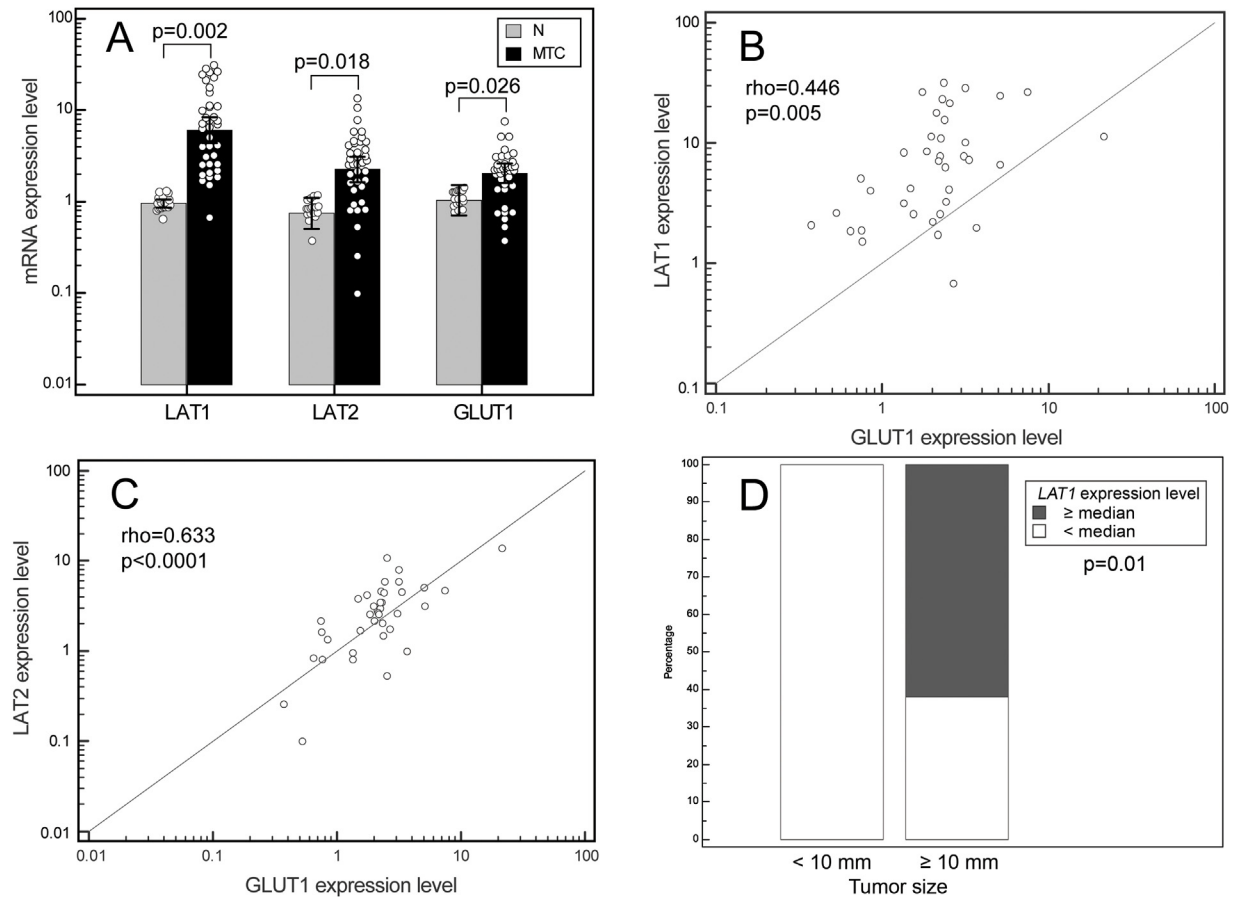 A
N
MTC
p=0.002
p=0.018
p=0.026
mRNA expression level
100
10
1
0.1
0.01
LAT1
LAT2
GLUT1
B
rho=0.446
p=0.005
LAT1 expression level
100
10
1
0.1
0.1
1
10
100
GLUT1 expression level
C
rho=0.633
p<0.0001
LAT2 expression level
100
10
1
0.1
0.01
0.01
0.1
1
10
100
GLUT1 expression level
D
LAT1 expression level
≥ median
< median
p=0.01
Percentage
100
90
80
70
60
50
40
30
20
10
0
< 10 mm
≥ 10 mm
Tumor size